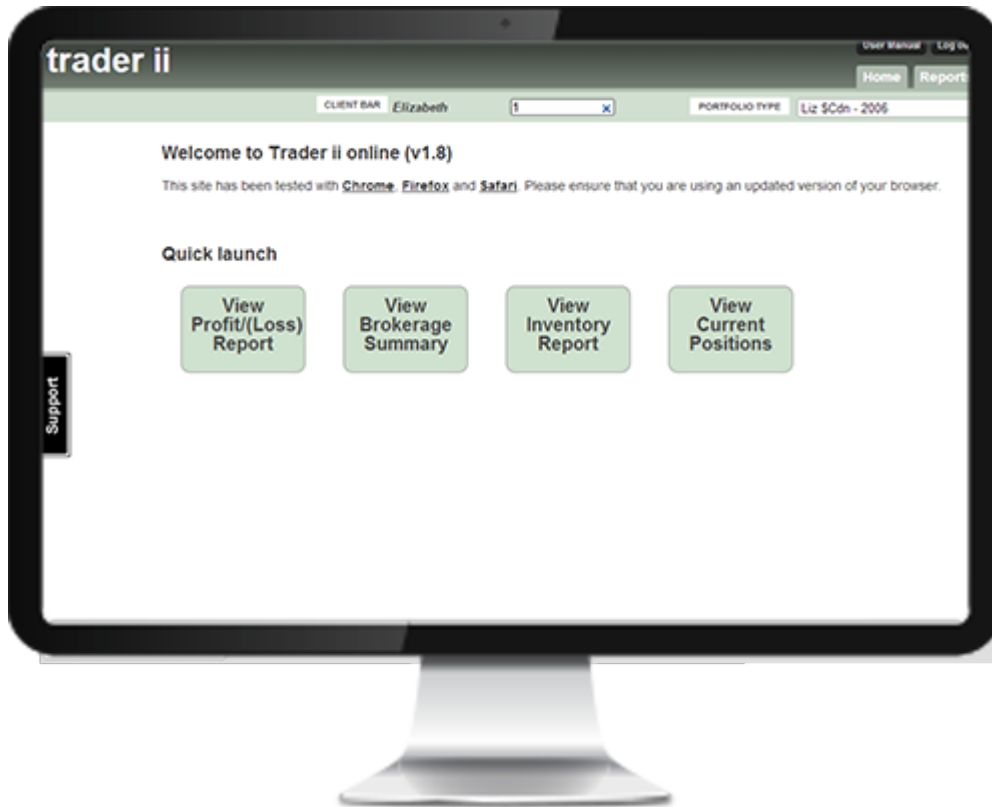 trader ii
User Manual Log ou
Home Report
CLIENT BAR Elizabeth 1 x PORTFOLIO TYPE Liz $Cdn - 2006
Welcome to Trader ii online (v1.8)
This site has been tested with Chrome, Firefox and Safari. Please ensure that you are using an updated version of your browser.
Quick launch
View
Profit/(Loss)
Report
View
Brokerage
Summary
View
Inventory
Report
View
Current
Positions
Support